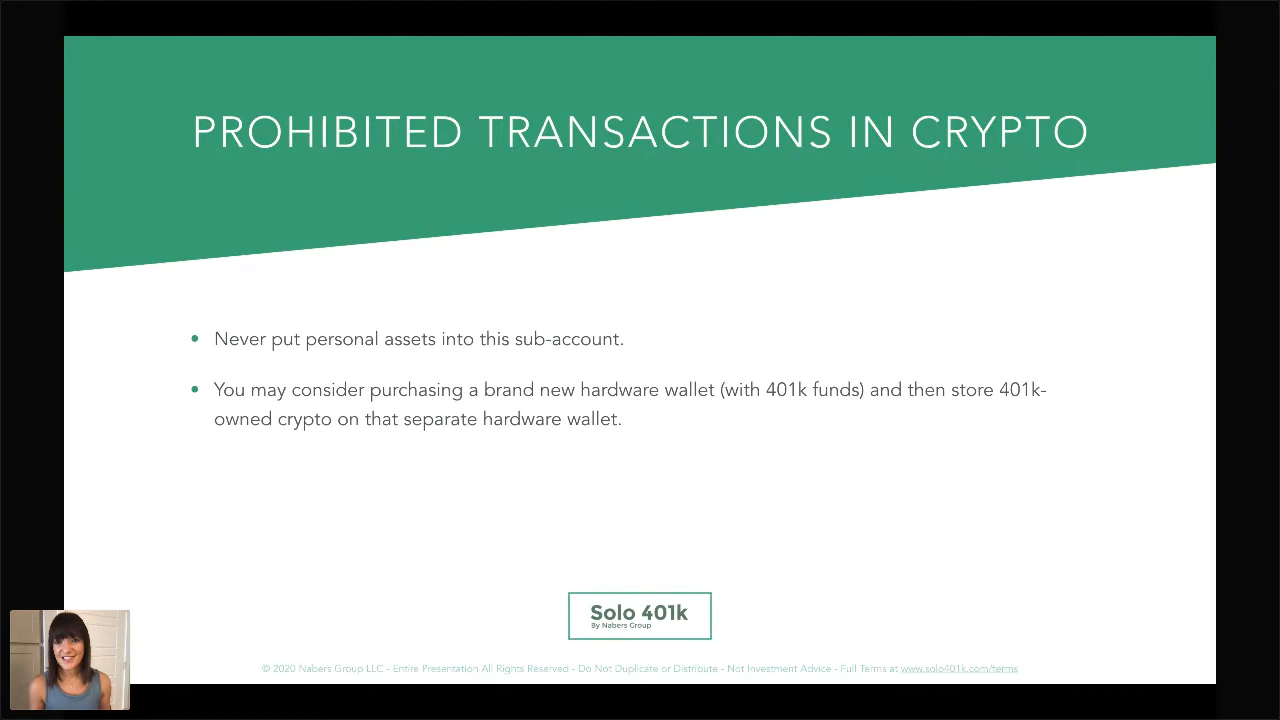 PROHIBITED TRANSACTIONS IN CRYPTO
• Never put personal assets into this sub-account.
• You may consider purchasing a brand new hardware wallet (with 401k funds) and then store 401k-
owned crypto on that separate hardware wallet.
Solo 401k
By Nabers Group
© 2020 Nabers Group LLC - Entire Presentation All Rights Reserved - Do Not Duplicate or Distribute - Not Investment Advice - Full Terms at www.solo401k.com/terms